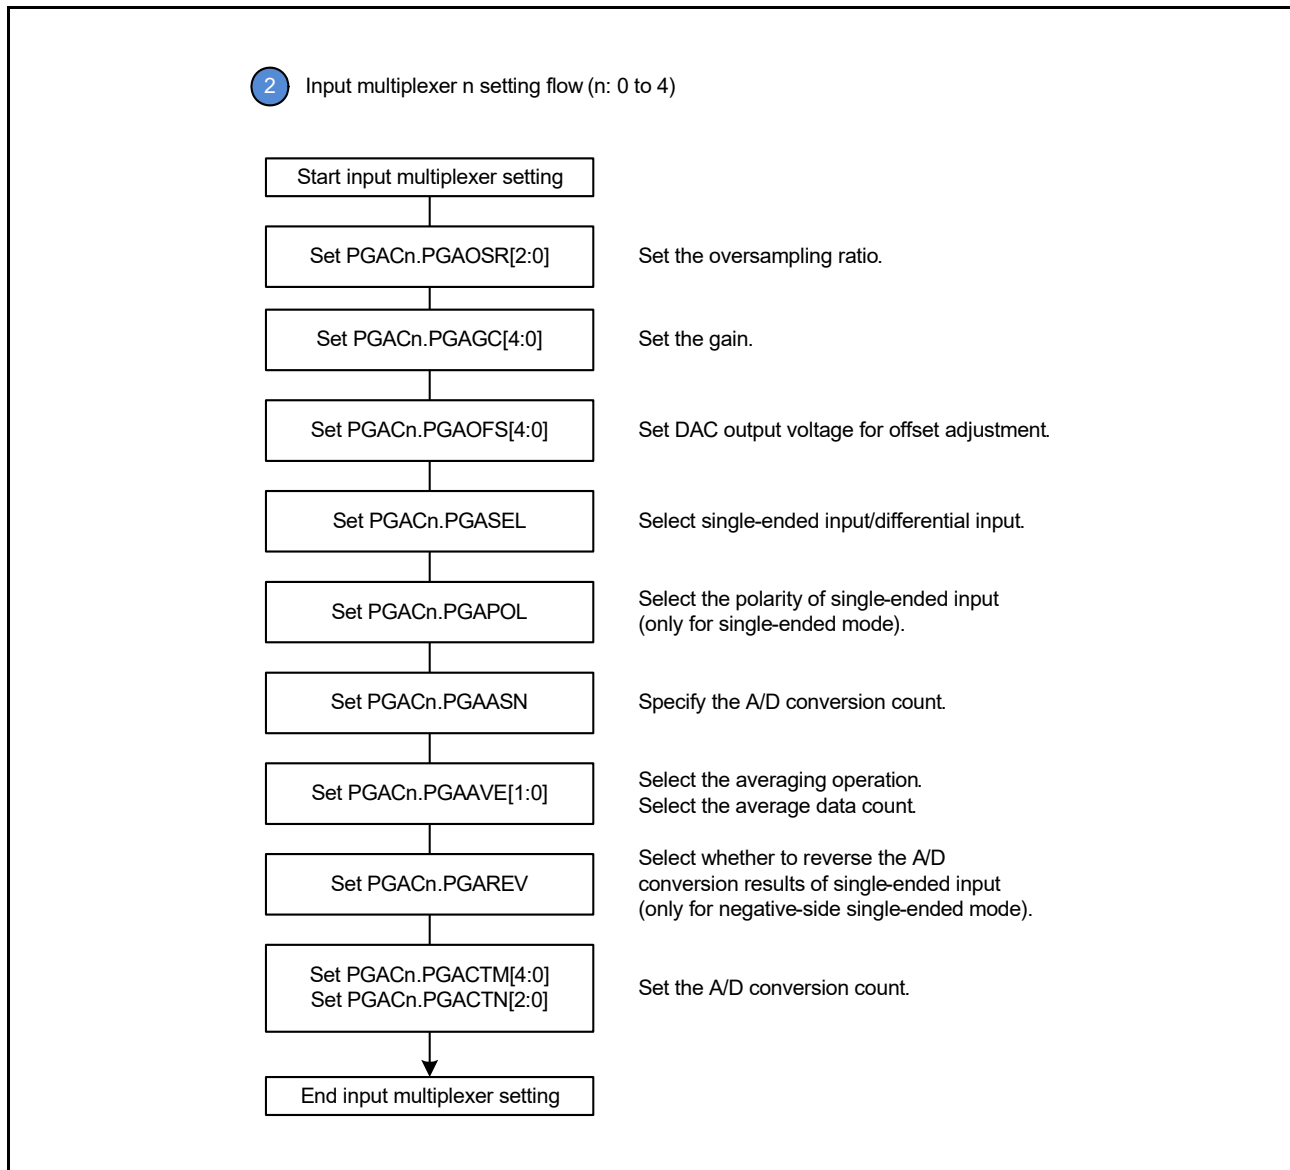 2 Input multiplexer n setting flow (n: 0 to 4)
Start input multiplexer setting
Set PGACn.PGAOSR[2:0]
Set the oversampling ratio.
Set PGACn.PGAGC[4:0]
Set the gain.
Set PGACn.PGAOFS[4:0]
Set DAC output voltage for offset adjustment.
Set PGACn.PGASEL
Select single-ended input/differential input.
Set PGACn.PGAPOL
Select the polarity of single-ended input
(only for single-ended mode).
Set PGACn.PGAASN
Specify the A/D conversion count.
Set PGACn.PGAAVE[1:0]
Select the averaging operation.
Select the average data count.
Set PGACn.PGAREV
Select whether to reverse the A/D
conversion results of single-ended input
(only for negative-side single-ended mode).
Set PGACn.PGACTM[4:0]
Set PGACn.PGACTN[2:0]
Set the A/D conversion count.
End input multiplexer setting